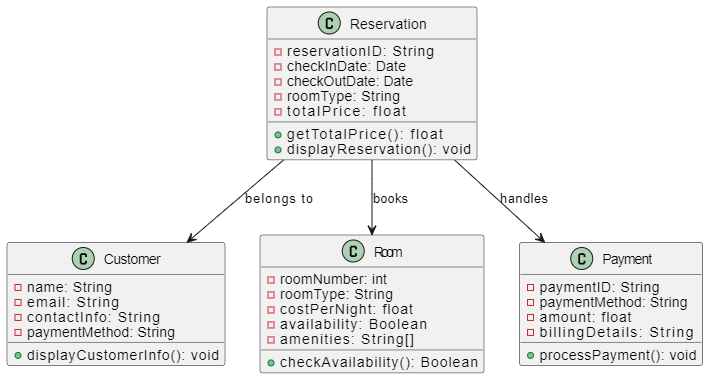 C Reservation
reservationID: String
checkInDate: Date
checkOutDate: Date
roomType: String
totalPrice: float
getTotalPrice(): float
displayReservation(): void
belongs to
books
handles
C Customer
name: String
email: String
contactInfo: String
paymentMethod: String
displayCustomerInfo(): void
C Room
roomNumber: int
roomType: String
costPerNight: float
availability: Boolean
amenities: String[]
checkAvailability(): Boolean
C Payment
paymentID: String
paymentMethod: String
amount: float
billingDetails: String
processPayment(): void